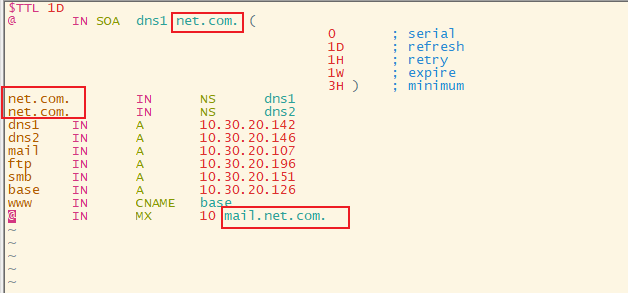 $TTL 1D
@ IN SOA dns1 net.com. (
0 ; serial
1D ; refresh
1H ; retry
1W ; expire
3H ) ; minimum
net.com. IN NS dns1
net.com. IN NS dns2
dns1 IN A 10.30.20.142
dns2 IN A 10.30.20.146
mail IN A 10.30.20.107
ftp IN A 10.30.20.196
smb IN A 10.30.20.151
base IN A 10.30.20.126
www IN CNAME base
@ IN MX 10 mail.net.com.
~
~
~
~
~